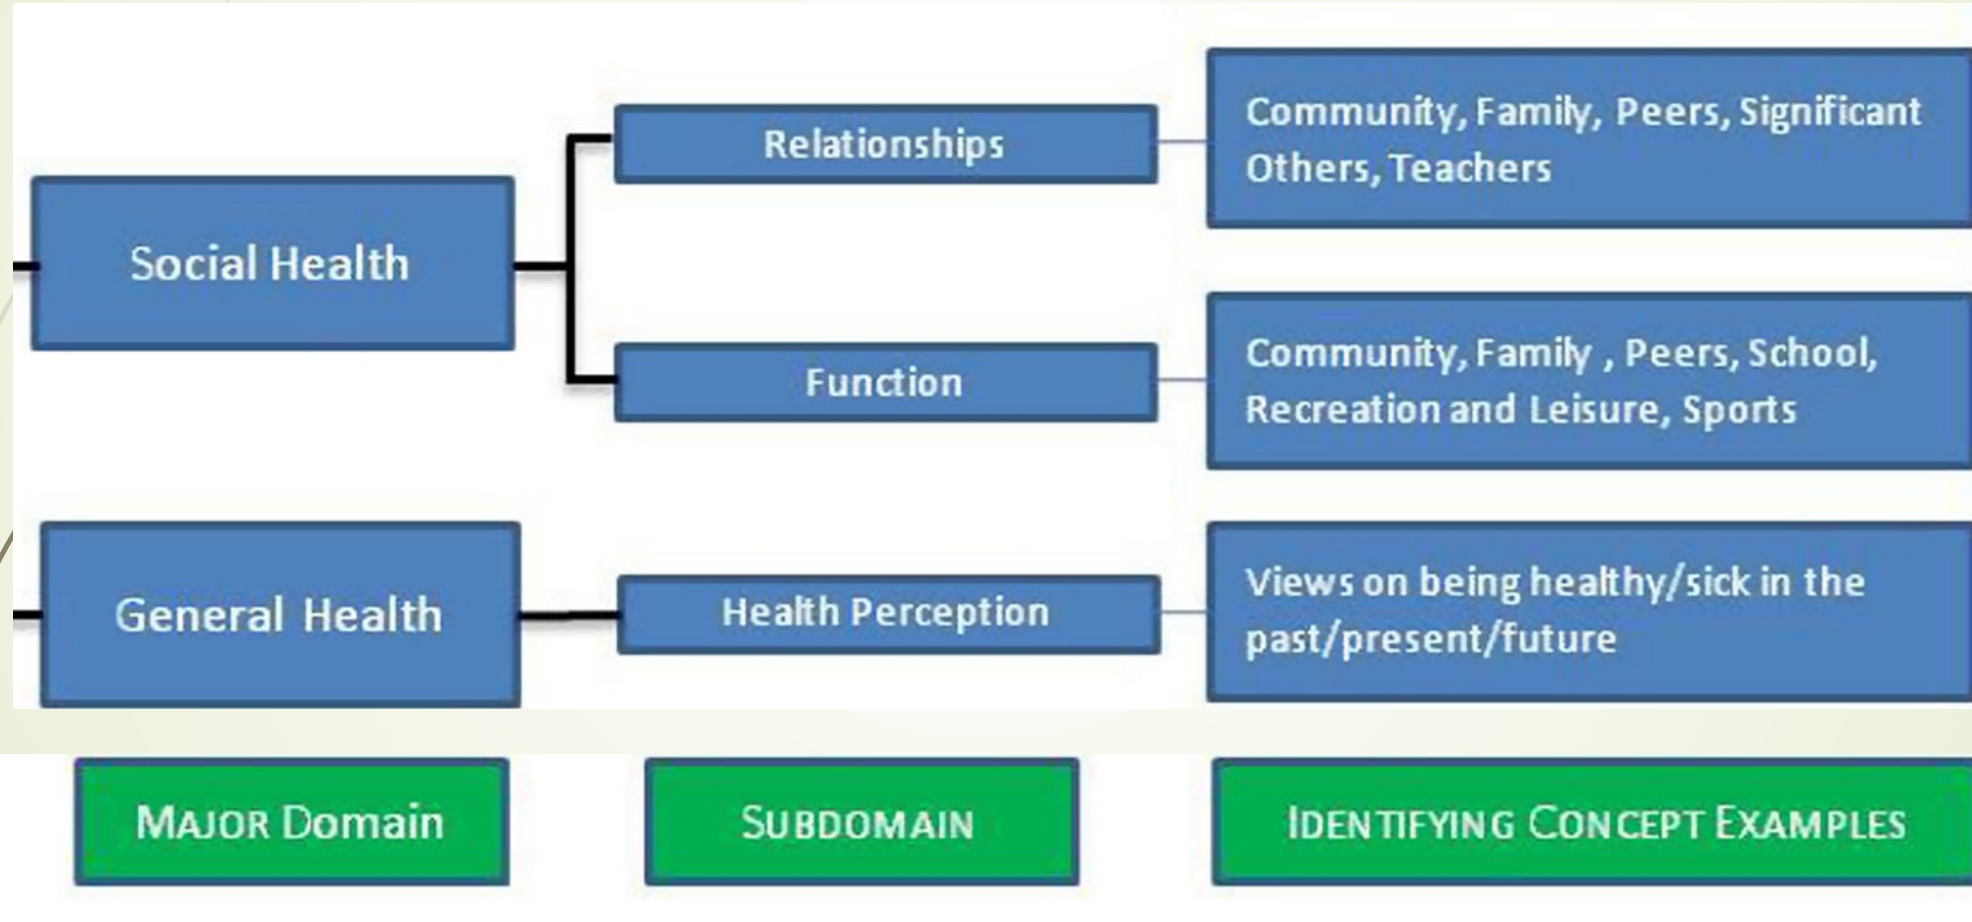 Social Health
Relationships
Community, Family, Peers, Significant
Others, Teachers
Function
Community, Family , Peers, School,
Recreation and Leisure, Sports
General Health
Health Perception
Views on being healthy/sick in the
past/present/future
MAJOR Domain
SUBDOMAIN
IDENTIFYING CONCEPT EXAMPLES